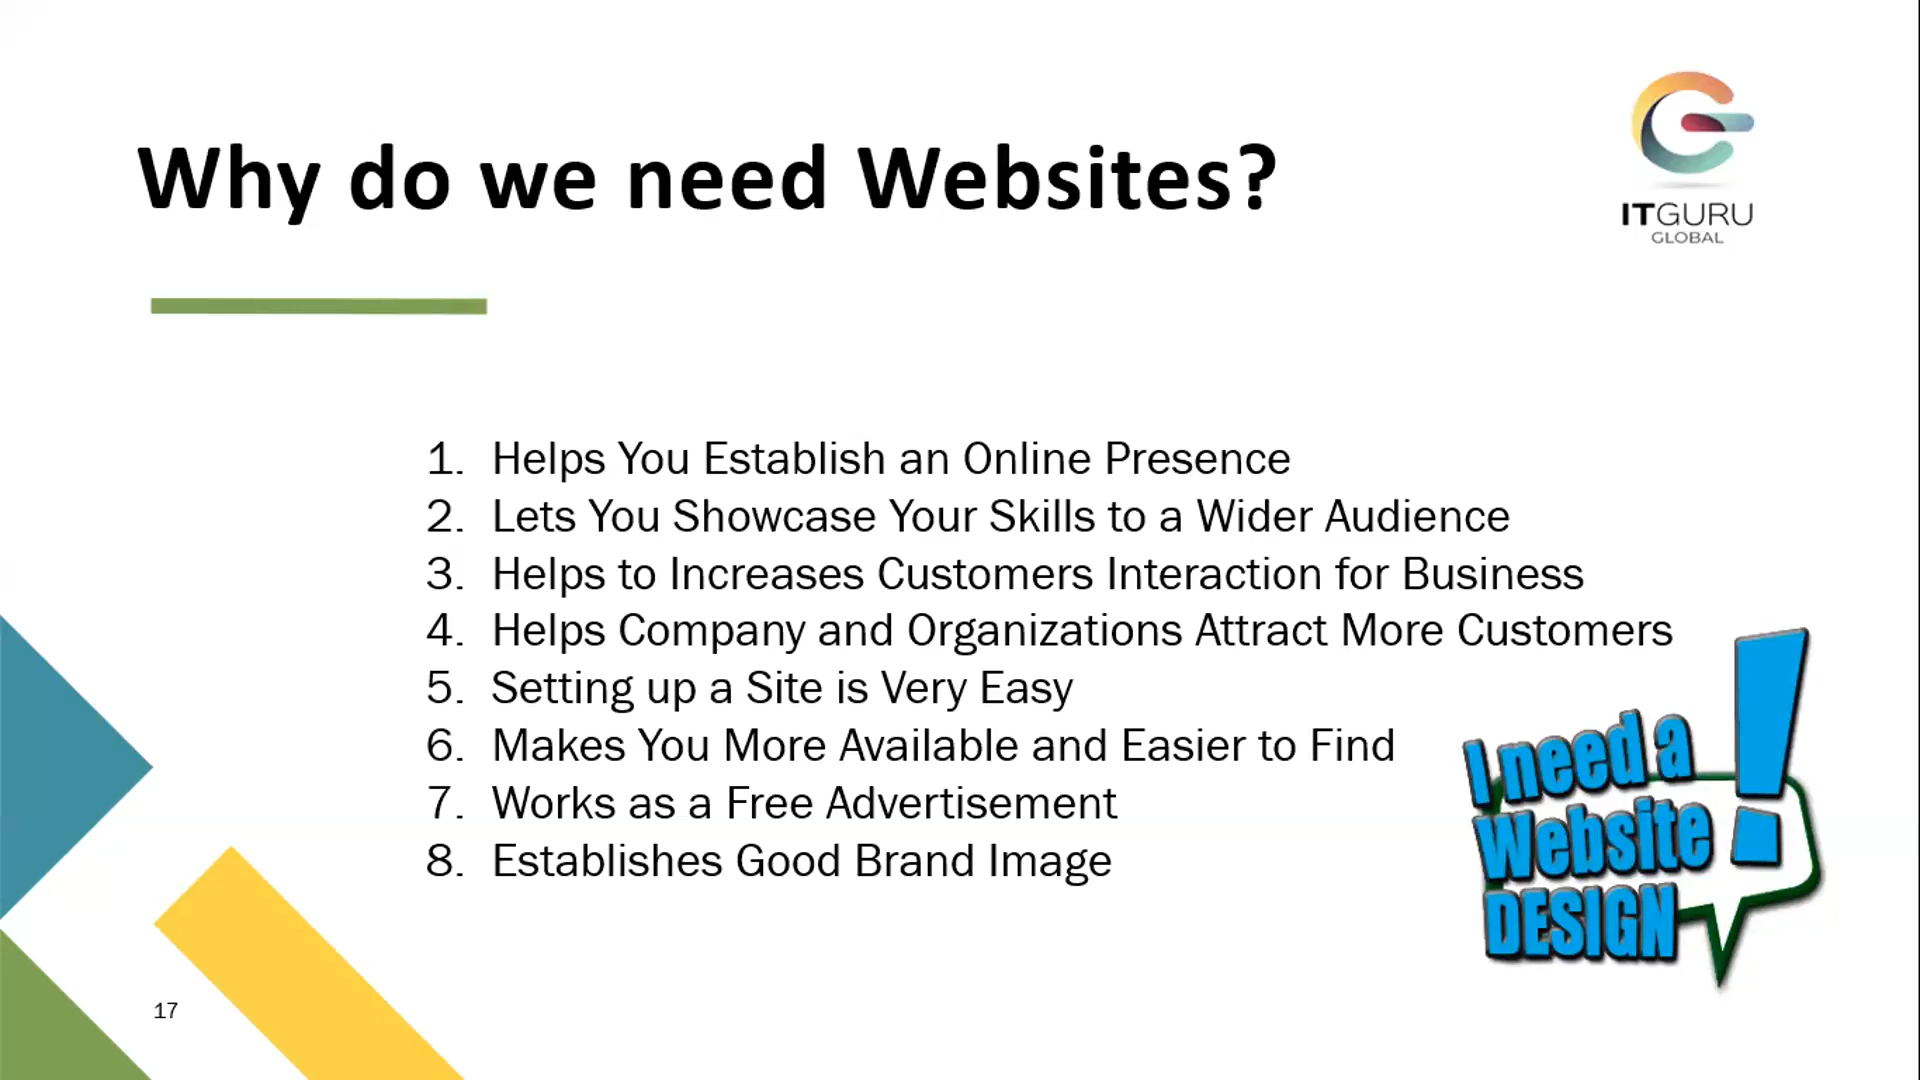 Why do we need Websites?
ITGURU
GLOBAL
1. Helps You Establish an Online Presence
2. Lets You Showcase Your Skills to a Wider Audience
3. Helps to Increases Customers Interaction for Business
4. Helps Company and Organizations Attract More Customers
5. Setting up a Site is Very Easy
6. Makes You More Available and Easier to Find
7. Works as a Free Advertisement
8. Establishes Good Brand Image
I need a
Website
DESIGN
!
17